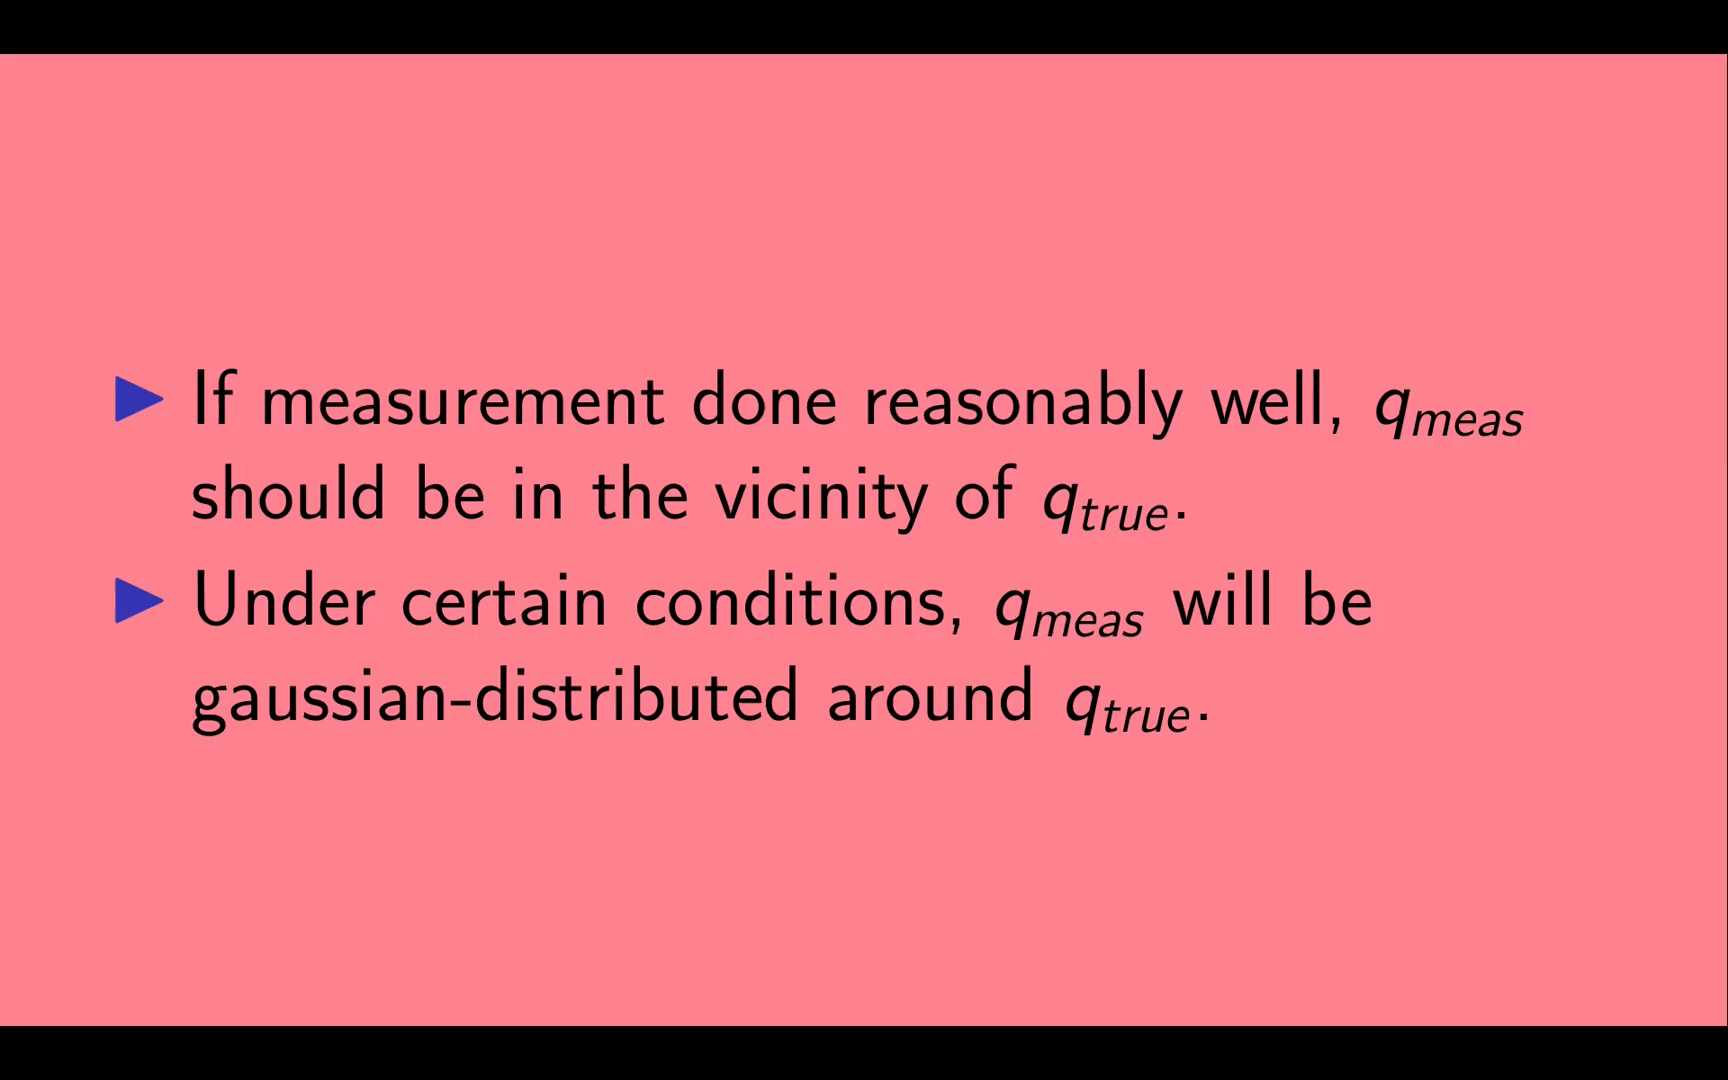 ▶ If measurement done reasonably well, q_meas
should be in the vicinity of q_true.
▶ Under certain conditions, q_meas will be
gaussian-distributed around q_true.